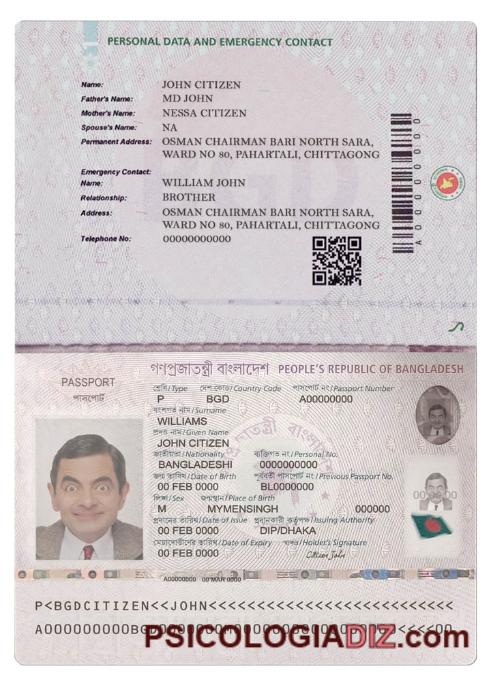 PERSONAL DATA AND EMERGENCY CONTACT
Name: JOHN CITIZEN
Father's Name: MD JOHN
Mother's Name: NESSA CITIZEN
Spouse's Name: NA
Permanent Address: OSMAN CHAIRMAN BARI NORTH SARA,
WARD NO 80, PAHARTALI, CHITTAGONG
Emergency Contact:
Name: WILLIAM JOHN
Relationship: BROTHER
Address: OSMAN CHAIRMAN BARI NORTH SARA,
WARD NO 80, PAHARTALI, CHITTAGONG
Telephone No: 00000000000
গণপ্রজাতন্ত্রী বাংলাদেশ PEOPLE'S REPUBLIC OF BANGLADESH
PASSPORT
পাসপোর্ট
শ্রেণি/Type দেশ কোড/Country Code পাসপোর্ট নং/Passport Number
P BGD A00000000
বংশগত নাম/Surname
WILLIAMS
প্রদত্ত নাম/Given Name
JOHN CITIZEN
জাতীয়তা/Nationality ব্যক্তিগত নং/Personal No.
BANGLADESHI 0000000000
জন্ম তারিখ/Date of Birth পূর্ববর্তী পাসপোর্ট নং/Previous Passport No.
00 FEB 0000 BL0000000
লিঙ্গ/Sex জন্মস্থান/Place of Birth
M MYMENSINGH 000000
প্রদানের তারিখ/Date of Issue প্রদানকারী কর্তৃপক্ষ/Issuing Authority
00 FEB 0000 DIP/DHAKA
মেয়াদোত্তীর্ণের তারিখ/Date of Expiry স্বাক্ষর/Holder's Signature
00 FEB 0000
A00000000 00 MAR 0000
P<BGDCITIZEN<<JOHN<<<<<<<<<<<<<<<<<<<<<<<<<<
PSICOLOGIADIZ.com